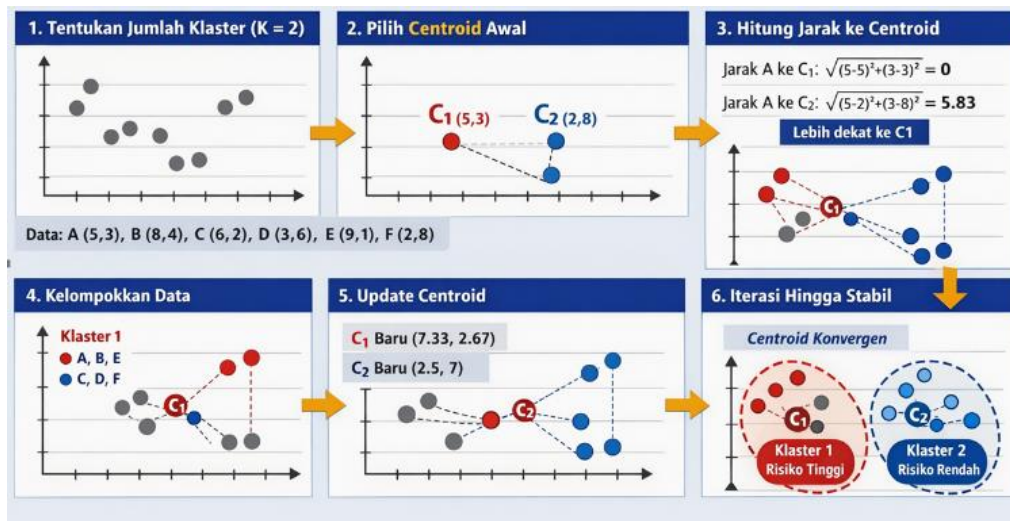 1. Tentukan Jumlah Klaster (K = 2)
2. Pilih Centroid Awal
C₁ (5,3)
C₂ (2,8)
3. Hitung Jarak ke Centroid
Jarak A ke C₁: √(5-5)²+(3-3)² = 0
Jarak A ke C₂: √(5-2)²+(3-8)² = 5.83
Lebih dekat ke C1
C₁
Data: A (5,3), B (8,4), C (6,2), D (3,6), E (9,1), F (2,8)
4. Kelompokkan Data
Klaster 1
A, B, E
C, D, F
C₁
5. Update Centroid
C₁ Baru (7.33, 2.67)
C₂ Baru (2.5, 7)
C₂
6. Iterasi Hingga Stabil
Centroid Konvergen
C₁
Klaster 1
Risiko Tinggi
C₂
Klaster 2
Risiko Rendah